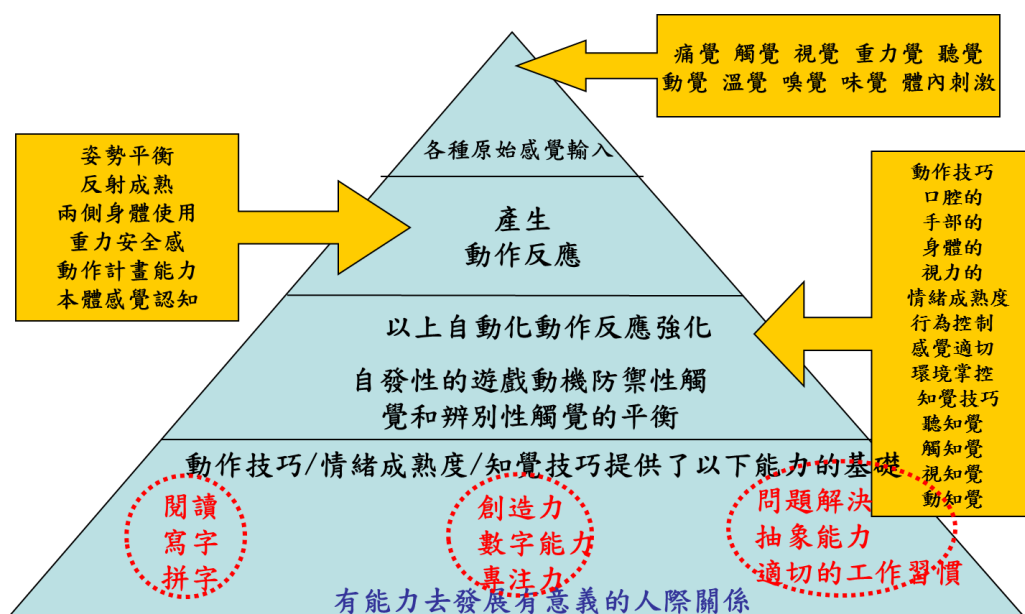 痛覺 觸覺 視覺 重力覺 聽覺
動覺 溫覺 嗅覺 味覺 體內刺激
各種原始感覺輸入
姿勢平衡
反射成熟
兩側身體使用
重力安全感
動作計畫能力
本體感覺認知
產生
動作反應
動作技巧
口腔的
手部的
身體的
視力的
情緒成熟度
行為控制
感覺適切
環境掌控
知覺技巧
聽知覺
觸知覺
視知覺
動知覺
以上自動化動作反應強化
自發性的遊戲動機防禦性觸
覺和辨別性觸覺的平衡
動作技巧/情緒成熟度/知覺技巧提供了以下能力的基礎
閱讀
寫字
拼字
創造力
數字能力
專注力
問題解決
抽象能力
適切的工作習慣
有能力去發展有意義的人際關係